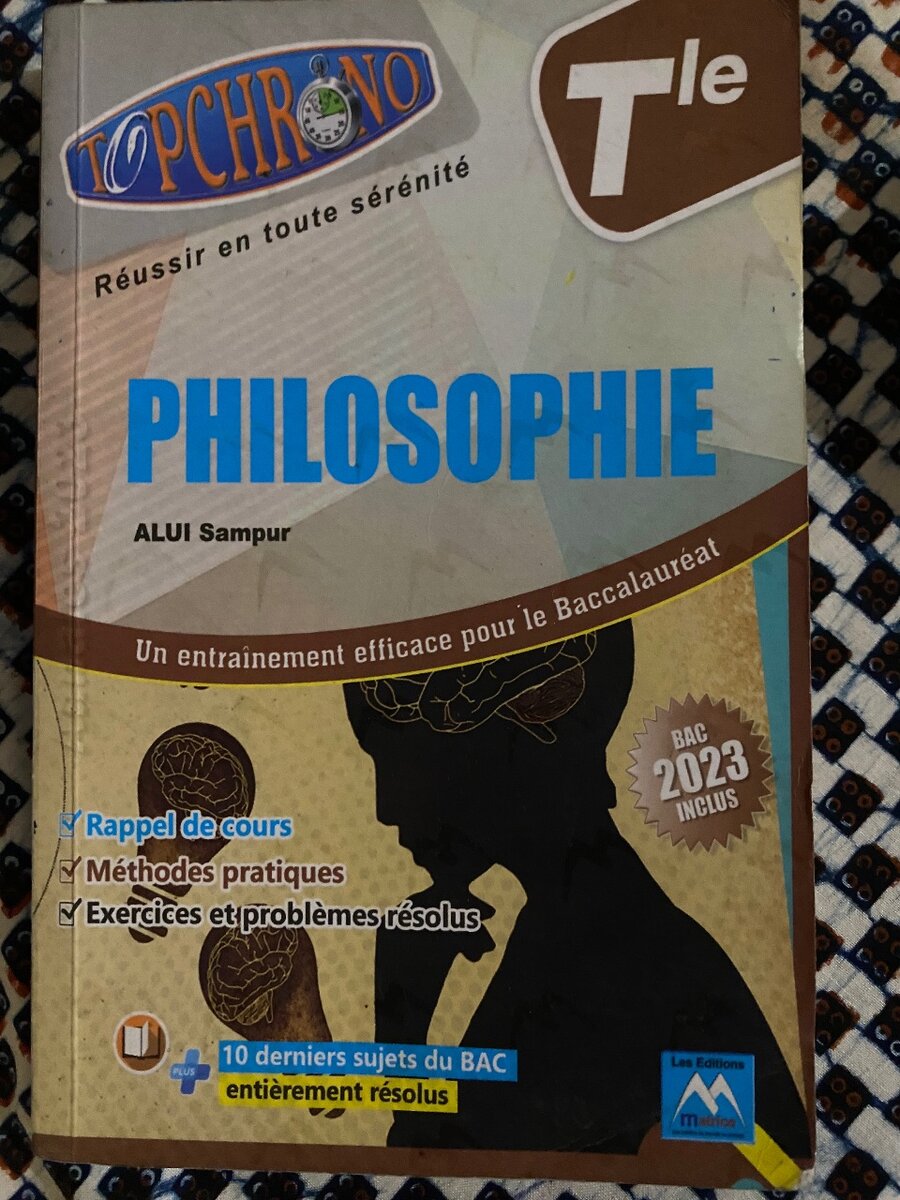 TOPCHRONO
Réussir en toute sérénité
Tle
PHILOSOPHIE
ALUI Sampur
Un entraînement efficace pour le Baccalauréat
BAC
2023
INCLUS
Rappel de cours
Méthodes pratiques
Exercices et problèmes résolus
PLUS
10 derniers sujets du BAC
entièrement résolus
Les Editions
Matrice